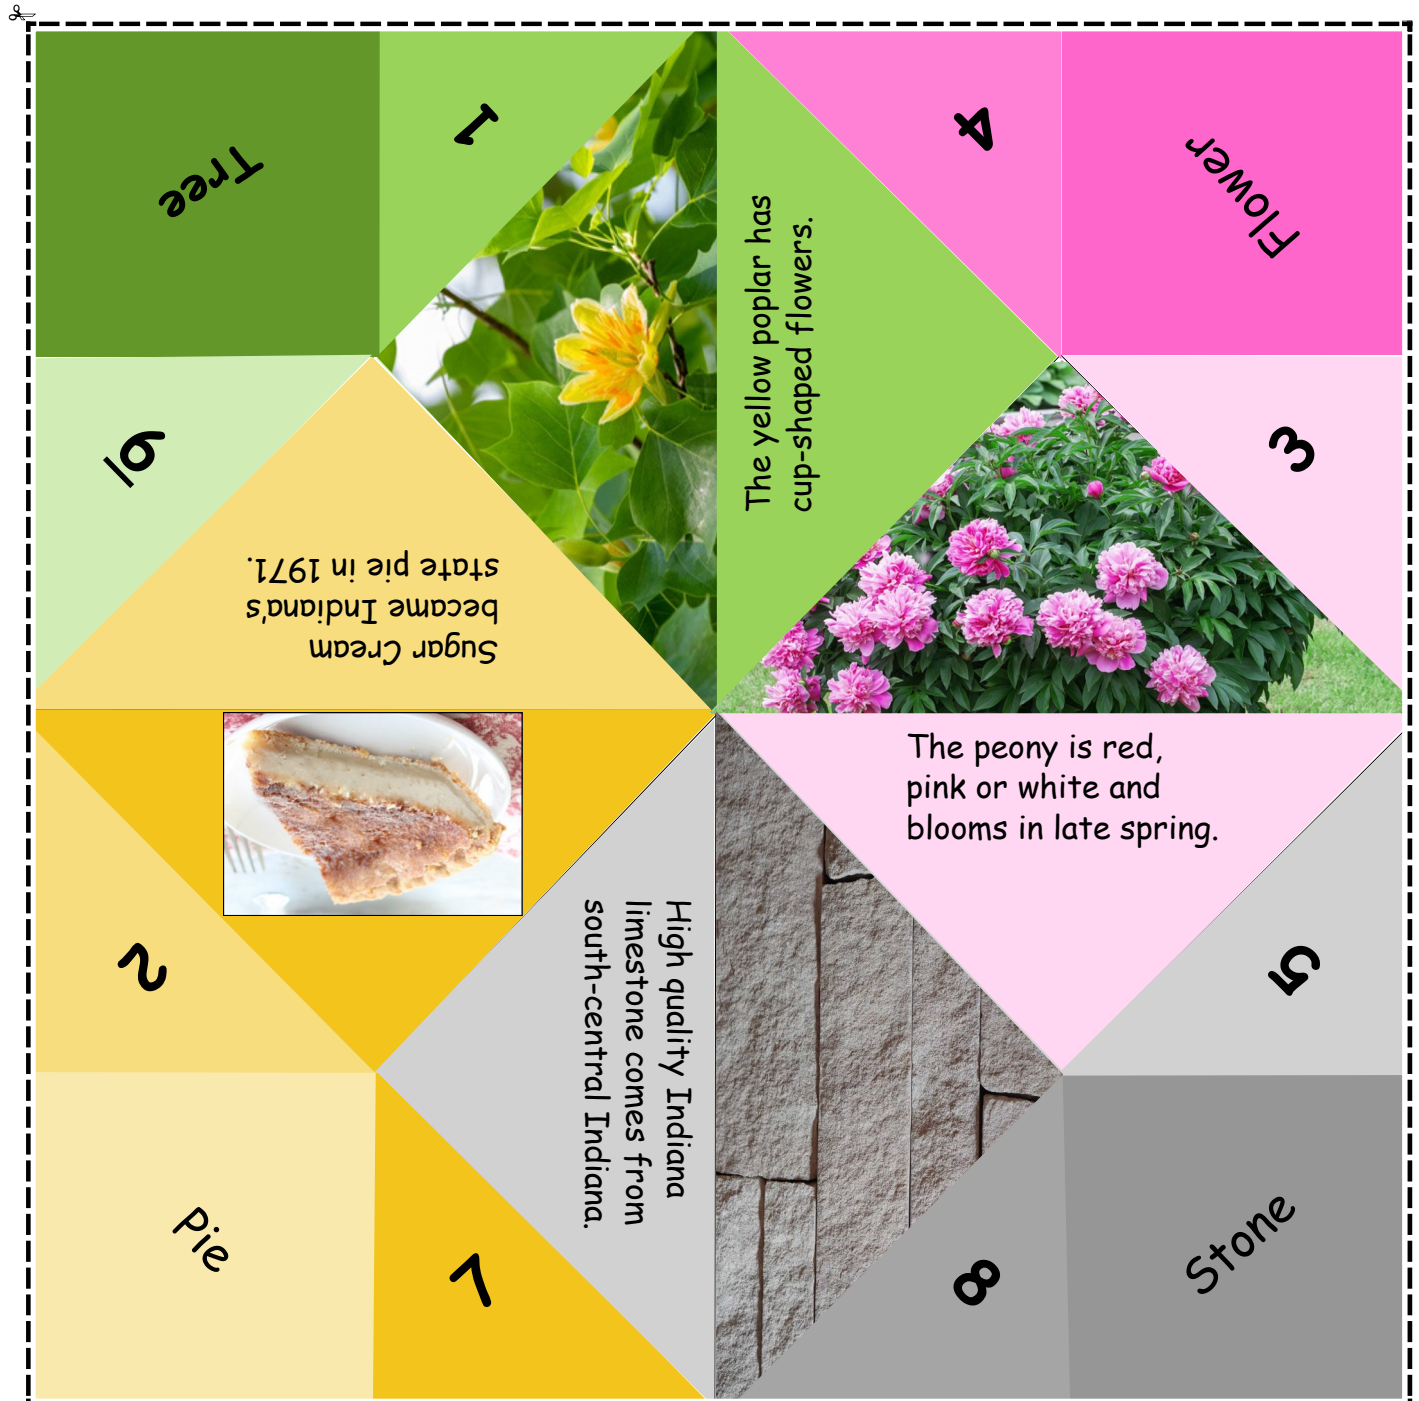 Tree
1
4
Flower
The yellow poplar has
cup-shaped flowers.
6
3
Sugar Cream
became Indiana's
state pie in 1971.
The peony is red,
pink or white and
blooms in late spring.
2
High quality Indiana
limestone comes from
south-central Indiana.
5
Pie
7
8
Stone